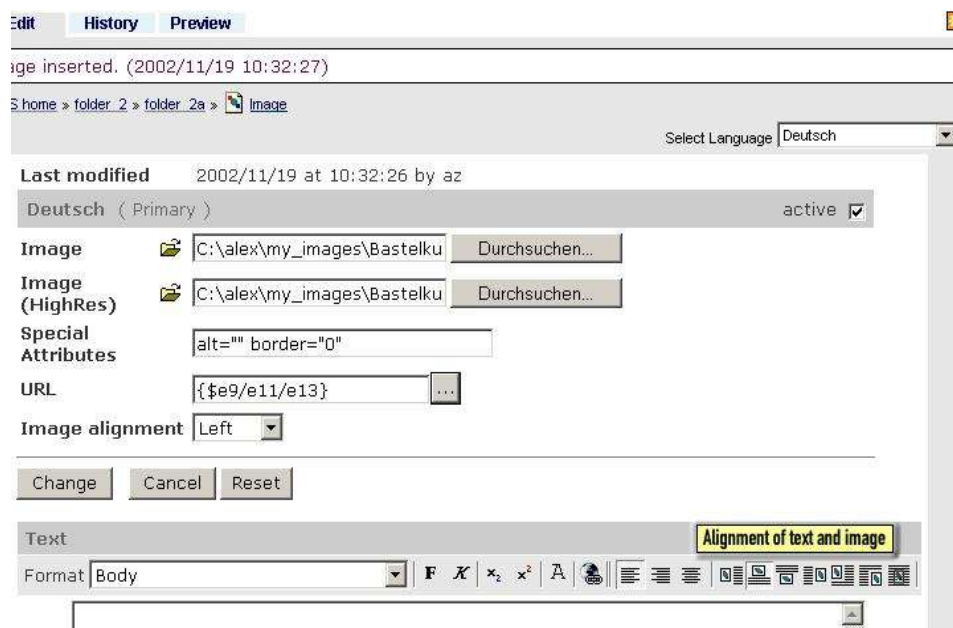 Edit History Preview
age inserted. (2002/11/19 10:32:27)
S home » folder_2 » folder_2a » Image
Select Language Deutsch
Last modified 2002/11/19 at 10:32:26 by az
Deutsch ( Primary ) active
Image C:\alex\my_images\Bastelku Durchsuchen...
Image
(HighRes) C:\alex\my_images\Bastelku Durchsuchen...
Special
Attributes alt="" border="0"
URL {$e9/e11/e13} ...
Image alignment Left
Change Cancel Reset
Text Alignment of text and image
Format Body F K x₂ x² A